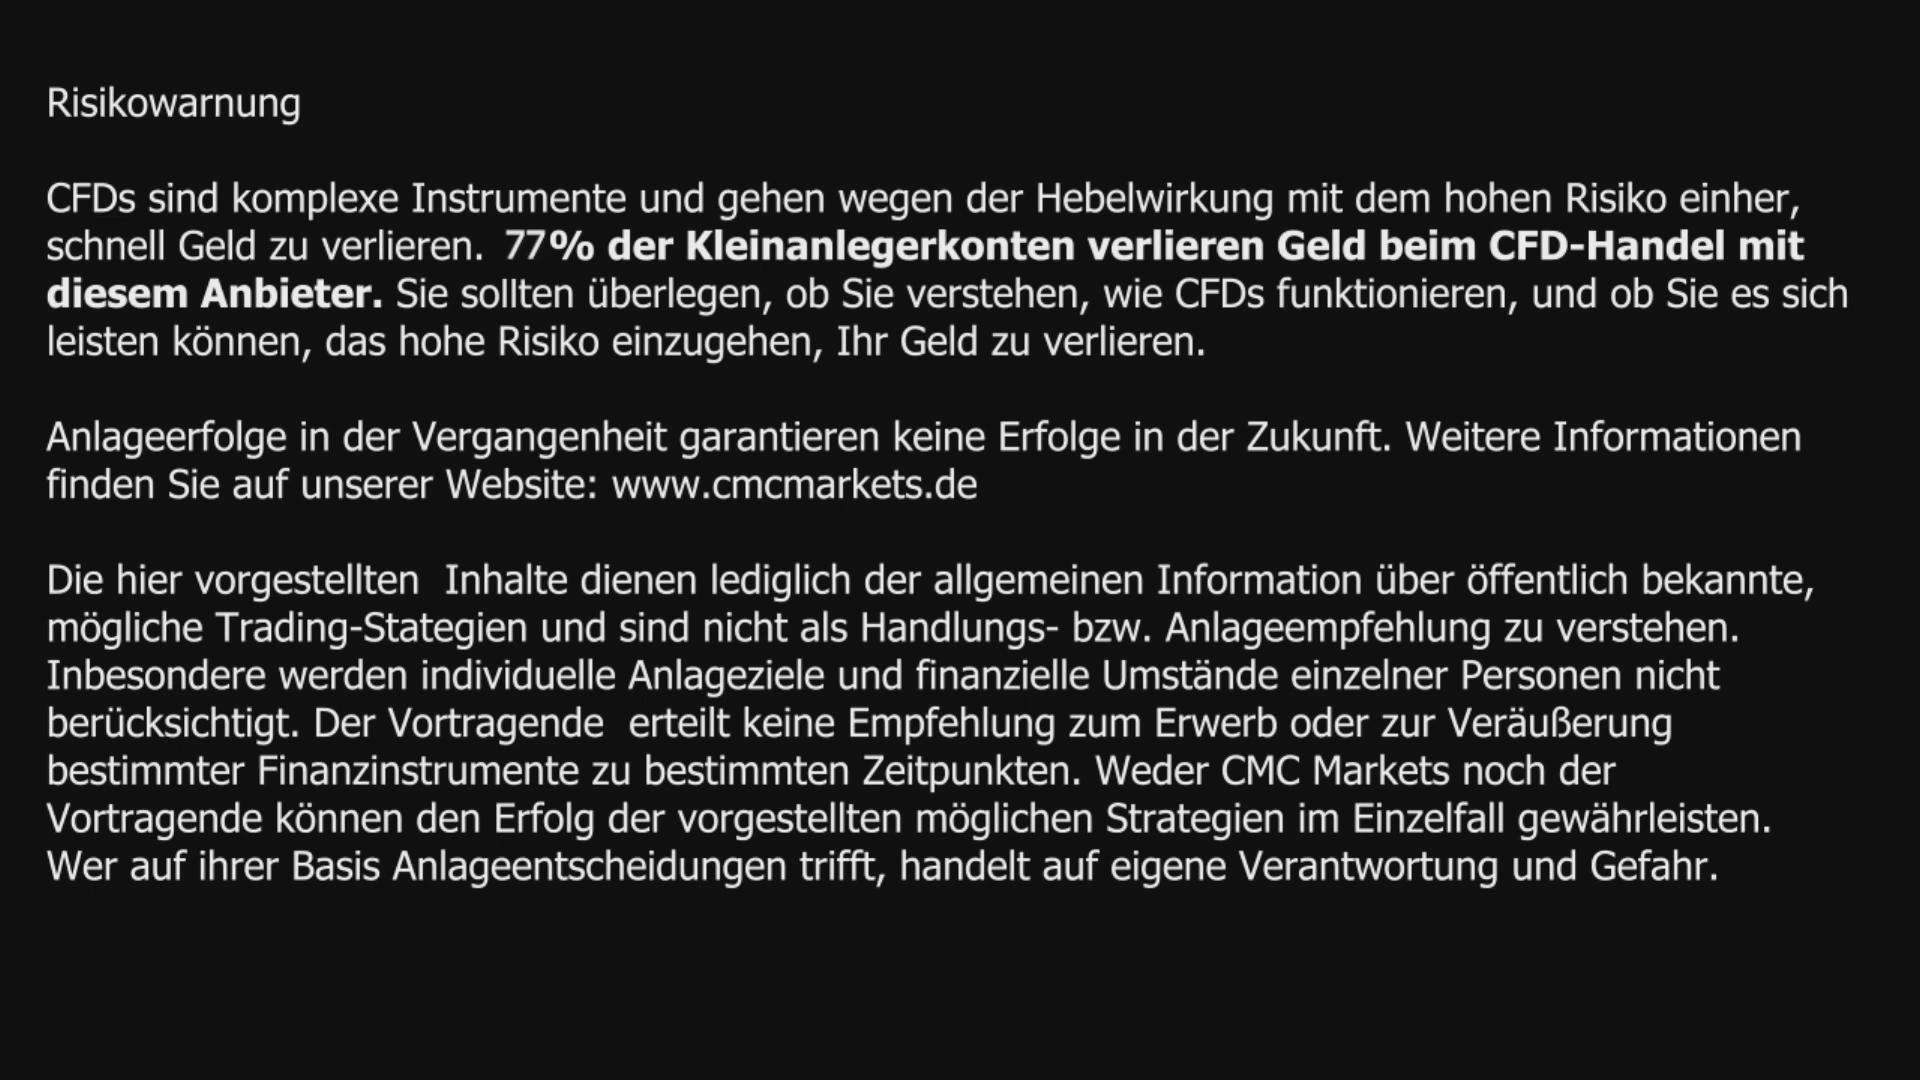 Risikowarnung
CFDs sind komplexe Instrumente und gehen wegen der Hebelwirkung mit dem hohen Risiko einher,
schnell Geld zu verlieren. 77% der Kleinanlegerkonten verlieren Geld beim CFD-Handel mit
diesem Anbieter. Sie sollten überlegen, ob Sie verstehen, wie CFDs funktionieren, und ob Sie es sich
leisten können, das hohe Risiko einzugehen, Ihr Geld zu verlieren.
Anlageerfolge in der Vergangenheit garantieren keine Erfolge in der Zukunft. Weitere Informationen
finden Sie auf unserer Website: www.cmcmarkets.de
Die hier vorgestellten Inhalte dienen lediglich der allgemeinen Information über öffentlich bekannte,
mögliche Trading-Stategien und sind nicht als Handlungs- bzw. Anlageempfehlung zu verstehen.
Inbesondere werden individuelle Anlageziele und finanzielle Umstände einzelner Personen nicht
berücksichtigt. Der Vortragende erteilt keine Empfehlung zum Erwerb oder zur Veräußerung
bestimmter Finanzinstrumente zu bestimmten Zeitpunkten. Weder CMC Markets noch der
Vortragende können den Erfolg der vorgestellten möglichen Strategien im Einzelfall gewährleisten.
Wer auf ihrer Basis Anlageentscheidungen trifft, handelt auf eigene Verantwortung und Gefahr.